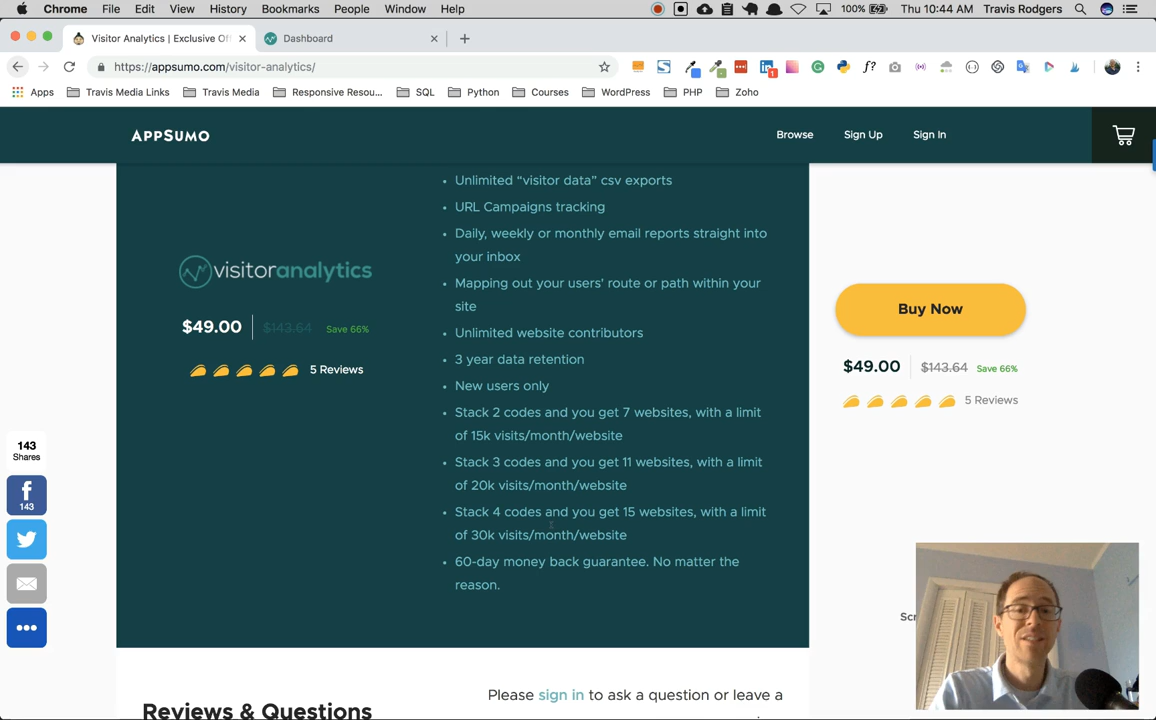 Chrome File Edit View History Bookmarks People Window Help 100% Thu 10:44 AM Travis Rodgers
Visitor Analytics | Exclusive Of
Dashboard
https://appsumo.com/visitor-analytics/
1
f?
Apps Travis Media Links Travis Media Responsive Resou... SQL Python Courses WordPress PHP Zoho
APPSUMO
Browse Sign Up Sign In
Unlimited “visitor data” csv exports
URL Campaigns tracking
Daily, weekly or monthly email reports straight into
your inbox
Mapping out your users’ route or path within your
site
Unlimited website contributors
3 year data retention
New users only
Stack 2 codes and you get 7 websites, with a limit
of 15k visits/month/website
Stack 3 codes and you get 11 websites, with a limit
of 20k visits/month/website
Stack 4 codes and you get 15 websites, with a limit
of 30k visits/month/website
60-day money back guarantee. No matter the
reason.
visitoranalytics
$49.00 $143.64 Save 66%
5 Reviews
Buy Now
$49.00 $143.64 Save 66%
5 Reviews
143
Shares
f
143
Please sign in to ask a question or leave a
Reviews & Questions